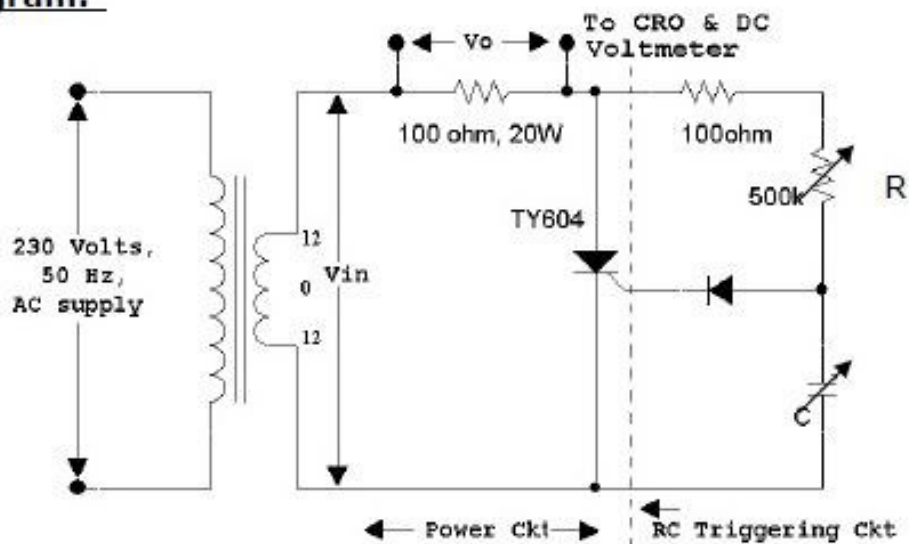 To CRO & DC
Vo
Voltmeter
100 ohm, 20W
100ohm
500k
R
TY604
230 Volts,
50 Hz,
AC supply
12
0
Vin
12
C
Power Ckt
RC Triggering Ckt